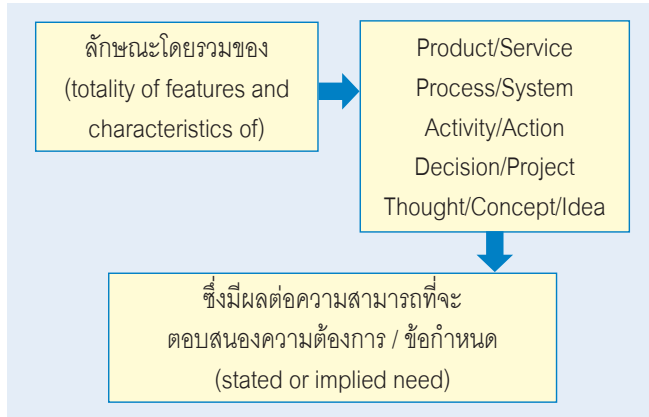 ลักษณะโดยรวมของ
(totality of features and
characteristics of)
Product/Service
Process/System
Activity/Action
Decision/Project
Thought/Concept/Idea
ซึ่งมีผลต่อความสามารถที่จะ
ตอบสนองความต้องการ / ข้อกำหนด
(stated or implied need)